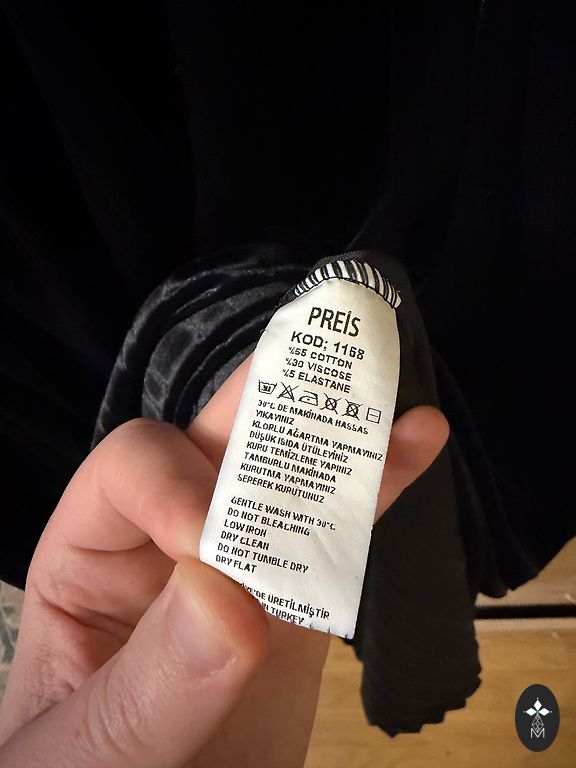 PREİS
KOD; 1168
%65 COTTON
%30 VISCOSE
%5 ELASTANE
30°C DE MAKİNADA HASSAS
YIKAYINIZ
KLORLU AĞARTMA YAPMAYINIZ
DÜŞÜK ISIDA ÜTÜLEYİNİZ
KURU TEMİZLEME YAPINIZ
TAMBURLU MAKİNADA
KURUTMA YAPMAYINIZ
SEPEREK KURUTUNUZ
GENTLE WASH WITH 30°C
DO NOT BLEACHING
LOW IRON
DRY CLEAN
DO NOT TUMBLE DRY
DRY FLAT
ÜRETİLMİŞTİR
TURKEY
M